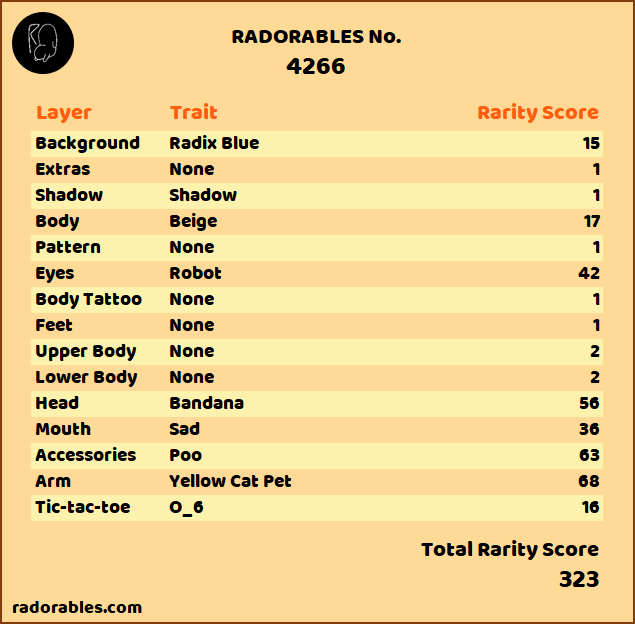 RADORABLES No.
4266
Layer Trait Rarity Score
Background Radix Blue 15
Extras None 1
Shadow Shadow 1
Body Beige 17
Pattern None 1
Eyes Robot 42
Body Tattoo None 1
Feet None 1
Upper Body None 2
Lower Body None 2
Head Bandana 56
Mouth Sad 36
Accessories Poo 63
Arm Yellow Cat Pet 68
Tic-tac-toe O_6 16
Total Rarity Score
323
radorables.com